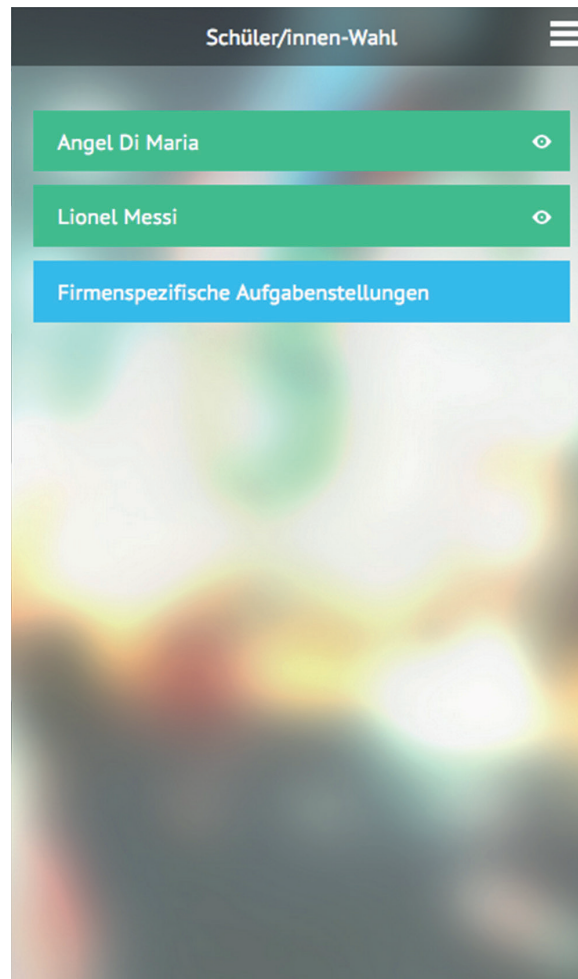 Schüler/innen-Wahl
Angel Di Maria
Lionel Messi
Firmenspezifische Aufgabenstellungen